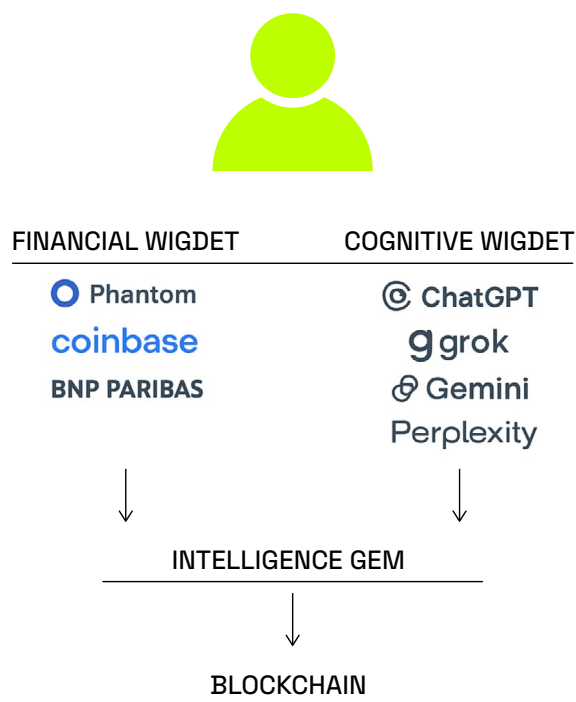 FINANCIAL WIGDET
COGNITIVE WIGDET
Phantom
coinbase
BNP PARIBAS
ChatGPT
g grok
Gemini
Perplexity
INTELLIGENCE GEM
BLOCKCHAIN